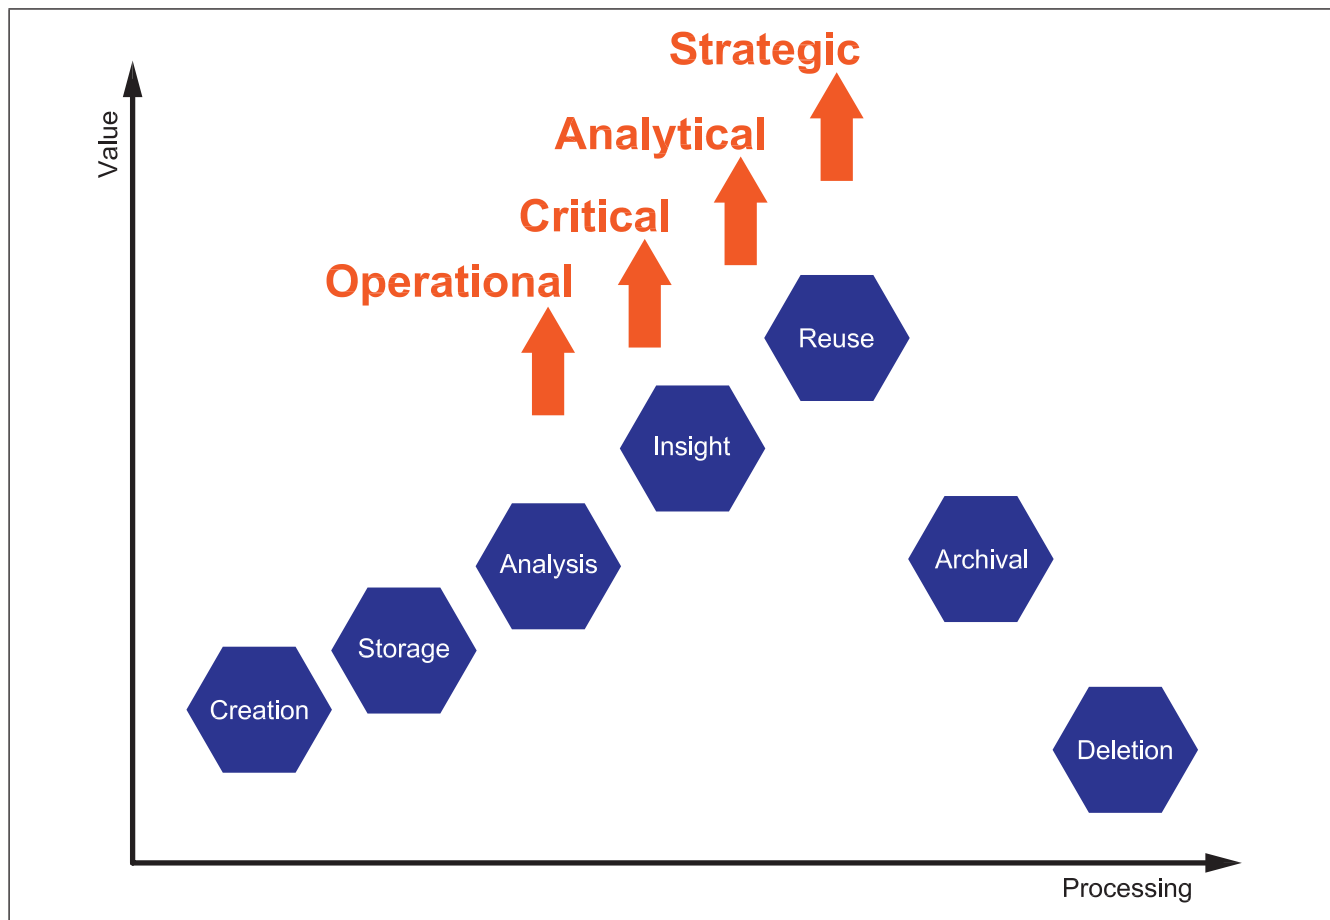 Strategic
Analytical
Critical
Operational
Value
Reuse
Insight
Analysis
Archival
Storage
Creation
Deletion
Processing